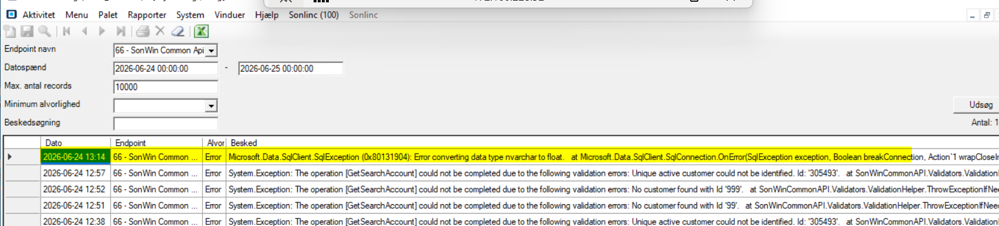 Aktivitet Menu Palet Rapporter System Vinduer Hjælp Sonlinc (100) Sonlinc
Endpoint navn 66 - SonWin Common Api
Datospænd 2026-06-24 00:00:00 - 2026-06-25 00:00:00
Max. antal records 10000
Minimum alvorlighed Udsøg
Beskedsøgning Antal: 1
Dato Endpoint Alvor Besked
2026-06-24 13:14 66 - SonWin Common ... Error Microsoft.Data.SqlClient.SqlException (0x80131904): Error converting data type nvarchar to float. at Microsoft.Data.SqlClient.SqlConnection.OnError(SqlException exception, Boolean breakConnection, Action`1 wrapCloseIn
2026-06-24 12:57 66 - SonWin Common ... Error System.Exception: The operation [GetSearchAccount] could not be completed due to the following validation errors: Unique active customer could not be identified. Id: '305493'. at SonWinCommonAPI.Validators.Validation
2026-06-24 12:52 66 - SonWin Common ... Error System.Exception: The operation [GetSearchAccount] could not be completed due to the following validation errors: No customer found with Id '999'. at SonWinCommonAPI.Validators.ValidationHelper.ThrowExceptionIfNee
2026-06-24 12:51 66 - SonWin Common ... Error System.Exception: The operation [GetSearchAccount] could not be completed due to the following validation errors: No customer found with Id '99'. at SonWinCommonAPI.Validators.ValidationHelper.ThrowExceptionIfNeed
2026-06-24 12:38 66 - SonWin Common ... Error System.Exception: The operation [GetSearchAccount] could not be completed due to the following validation errors: Unique active customer could not be identified. Id: '305493'. at SonWinCommonAPI.Validators.Validation